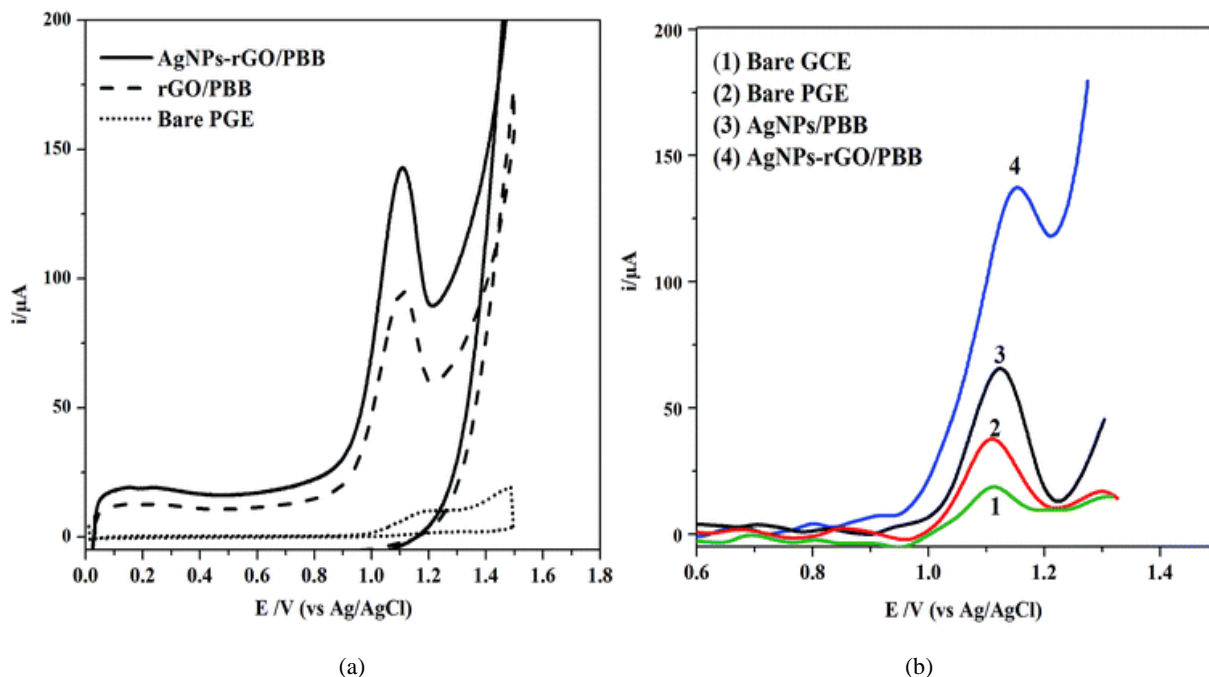 200
150
100
50
0
i/µA
AgNPs-rGO/PBB
rGO/PBB
Bare PGE
0.0 0.2 0.4 0.6 0.8 1.0 1.2 1.4 1.6 1.8
E /V (vs Ag/AgCl)
(a)
200
150
100
50
0
i/µA
(1) Bare GCE
(2) Bare PGE
(3) AgNPs/PBB
(4) AgNPs-rGO/PBB
4
3
2
1
0.6 0.8 1.0 1.2 1.4
E /V (vs Ag/AgCl)
(b)